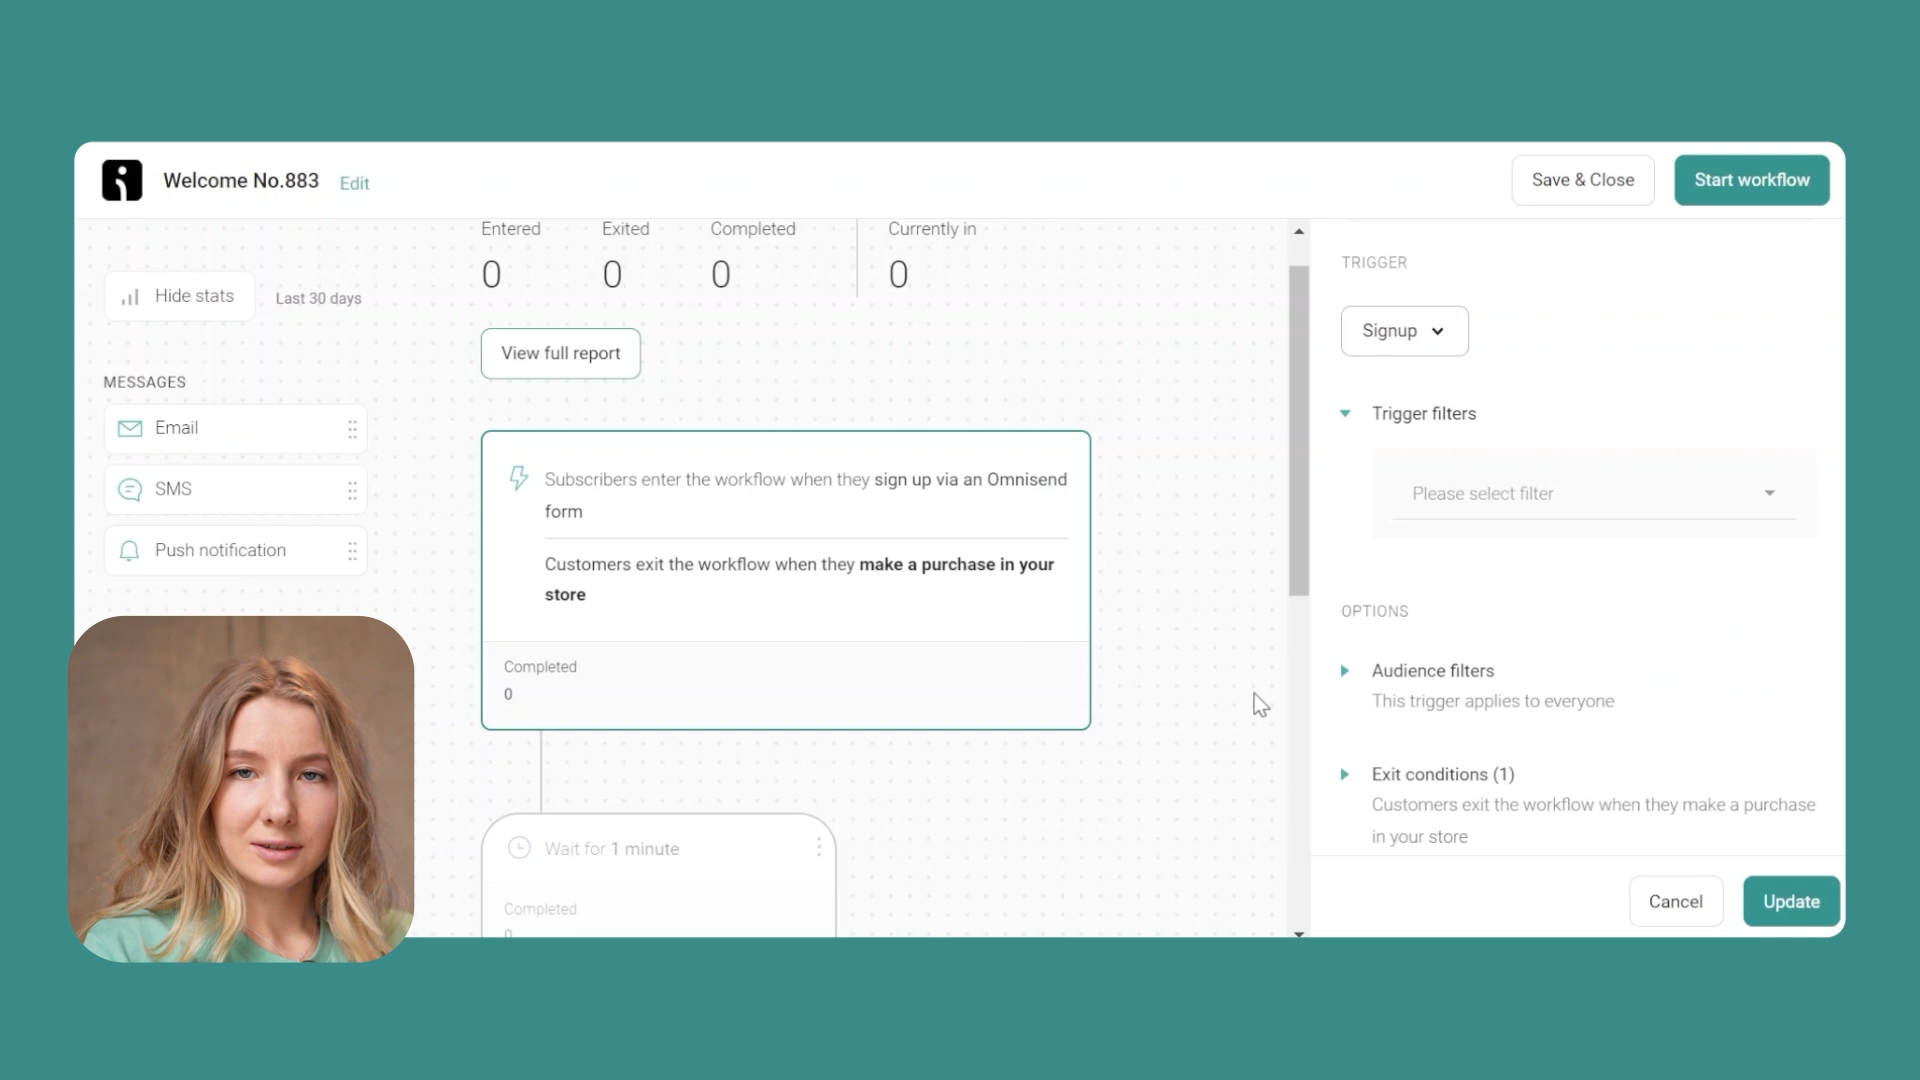 Welcome No.883
Edit
Save & Close
Start workflow
Entered
Exited
Completed
Currently in
0
0
0
0
Hide stats
Last 30 days
View full report
MESSAGES
Email
SMS
Push notification
Subscribers enter the workflow when they sign up via an Omnisend
form
Customers exit the workflow when they make a purchase in your
store
Completed
0
Wait for 1 minute
Completed
0
TRIGGER
Signup
Trigger filters
Please select filter
OPTIONS
Audience filters
This trigger applies to everyone
Exit conditions (1)
Customers exit the workflow when they make a purchase
in your store
Cancel
Update